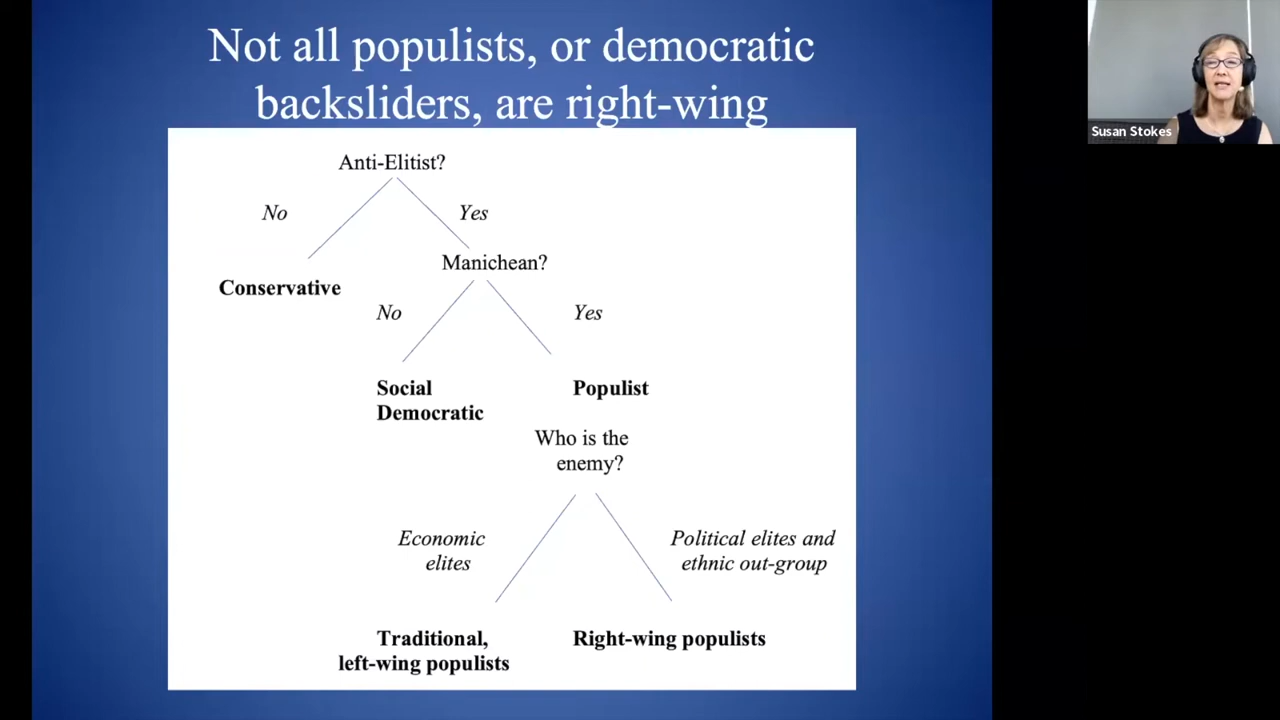 Not all populists, or democratic
backsliders, are right-wing
Susan Stokes
Anti-Elitist?
No
Yes
Manichean?
Conservative
No
Yes
Social
Democratic
Populist
Who is the
enemy?
Economic
elites
Political elites and
ethnic out-group
Traditional,
left-wing populists
Right-wing populists